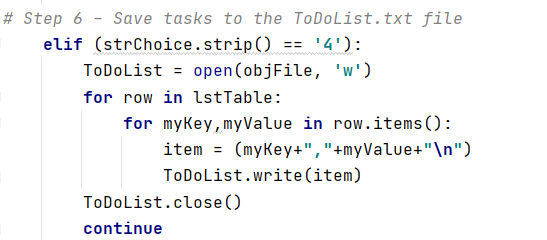 # Step 6 - Save tasks to the ToDoList.txt file
elif (strChoice.strip() == '4'):
ToDoList = open(objFile, 'w')
for row in lstTable:
for myKey,myValue in row.items():
item = (myKey+","+myValue+"\n")
ToDoList.write(item)
ToDoList.close()
continue